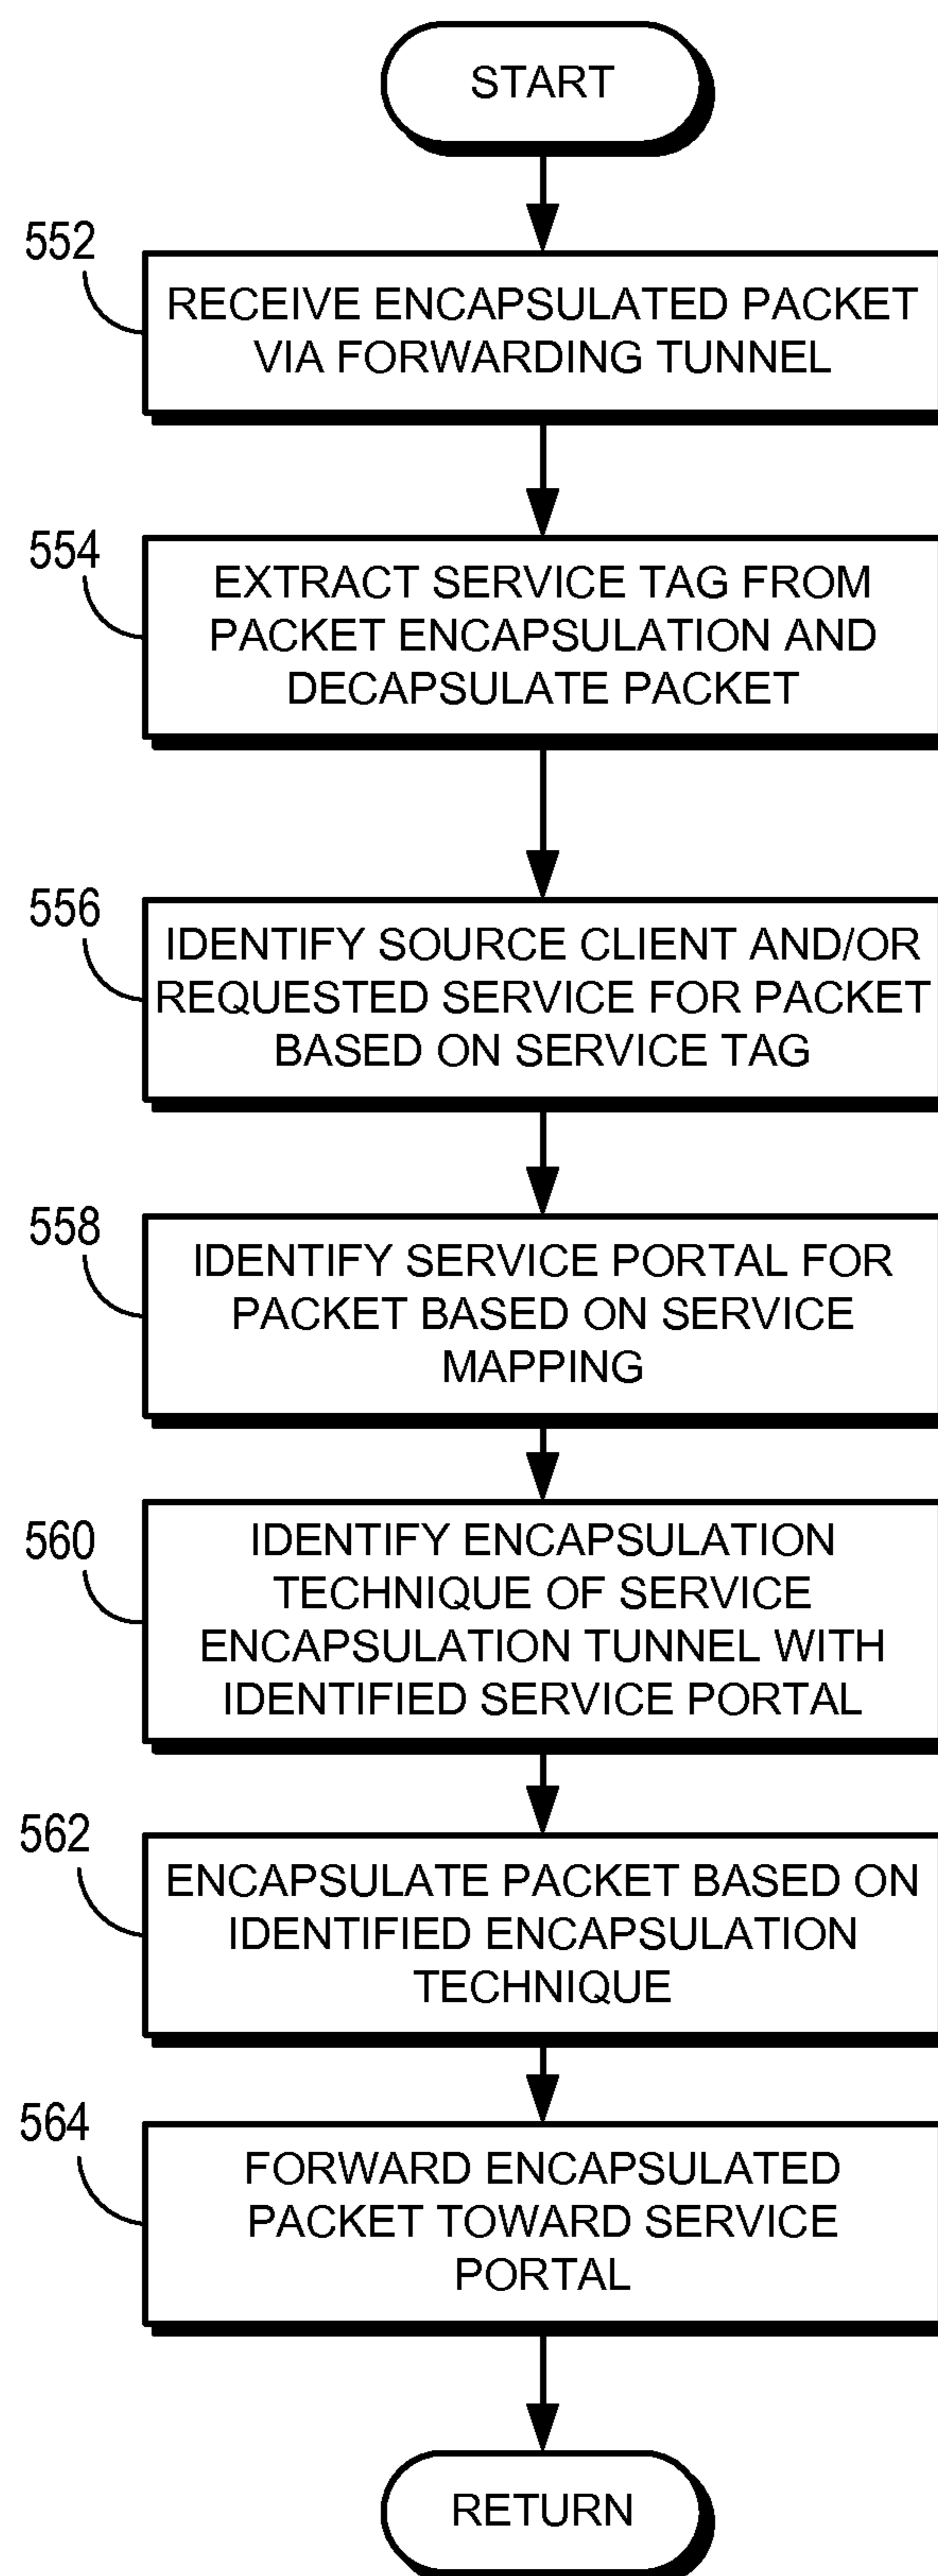 START
552
RECEIVE ENCAPSULATED PACKET
VIA FORWARDING TUNNEL
554
EXTRACT SERVICE TAG FROM
PACKET ENCAPSULATION AND
DECAPSULATE PACKET
556
IDENTIFY SOURCE CLIENT AND/OR
REQUESTED SERVICE FOR PACKET
BASED ON SERVICE TAG
558
IDENTIFY SERVICE PORTAL FOR
PACKET BASED ON SERVICE
MAPPING
560
IDENTIFY ENCAPSULATION
TECHNIQUE OF SERVICE
ENCAPSULATION TUNNEL WITH
IDENTIFIED SERVICE PORTAL
562
ENCAPSULATE PACKET BASED ON
IDENTIFIED ENCAPSULATION
TECHNIQUE
564
FORWARD ENCAPSULATED
PACKET TOWARD SERVICE
PORTAL
RETURN